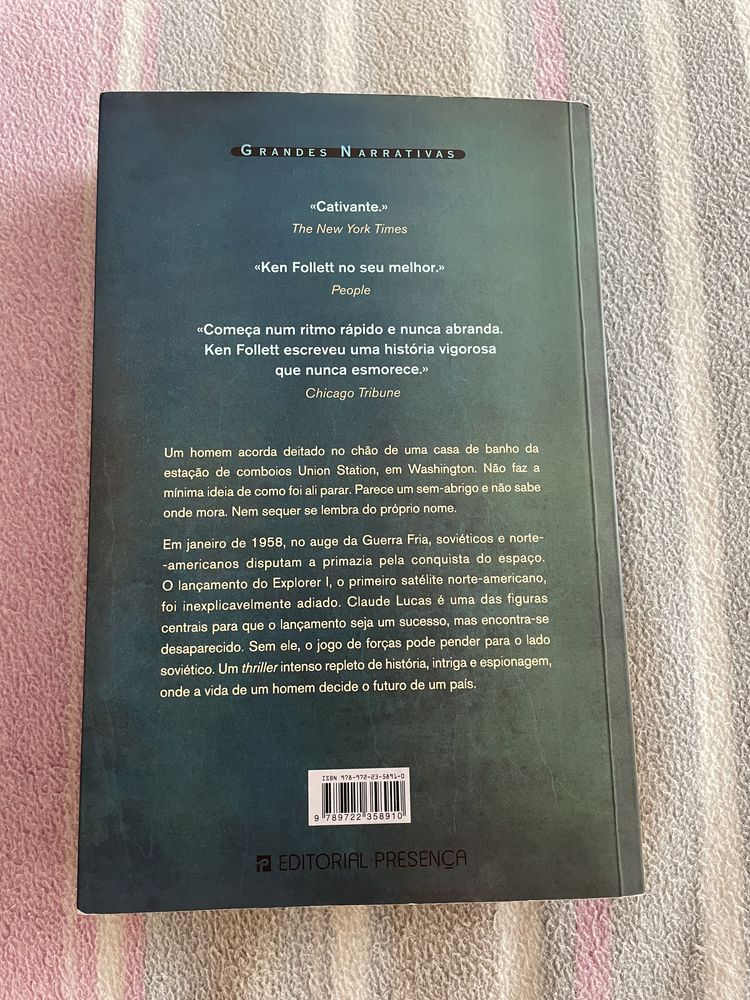 GRANDES NARRATIVAS
«Cativante.»
The New York Times
«Ken Follett no seu melhor.»
People
«Começa num ritmo rápido e nunca abranda.
Ken Follett escreveu uma história vigorosa
que nunca esmorece.»
Chicago Tribune
Um homem acorda deitado no chão de uma casa de banho da
estação de comboios Union Station, em Washington. Não faz a
mínima ideia de como foi ali parar. Parece um sem-abrigo e não sabe
onde mora. Nem sequer se lembra do próprio nome.
Em janeiro de 1958, no auge da Guerra Fria, soviéticos e norte-
-americanos disputam a primazia pela conquista do espaço.
O lançamento do Explorer I, o primeiro satélite norte-americano,
foi inexplicavelmente adiado. Claude Lucas é uma das figuras
centrais para que o lançamento seja um sucesso, mas encontra-se
desaparecido. Sem ele, o jogo de forças pode pender para o lado
soviético. Um thriller intenso repleto de história, intriga e espionagem,
onde a vida de um homem decide o futuro de um país.
ISBN 978-972-23-5891-0
9 789722 358910
EDITORIAL PRESENÇA